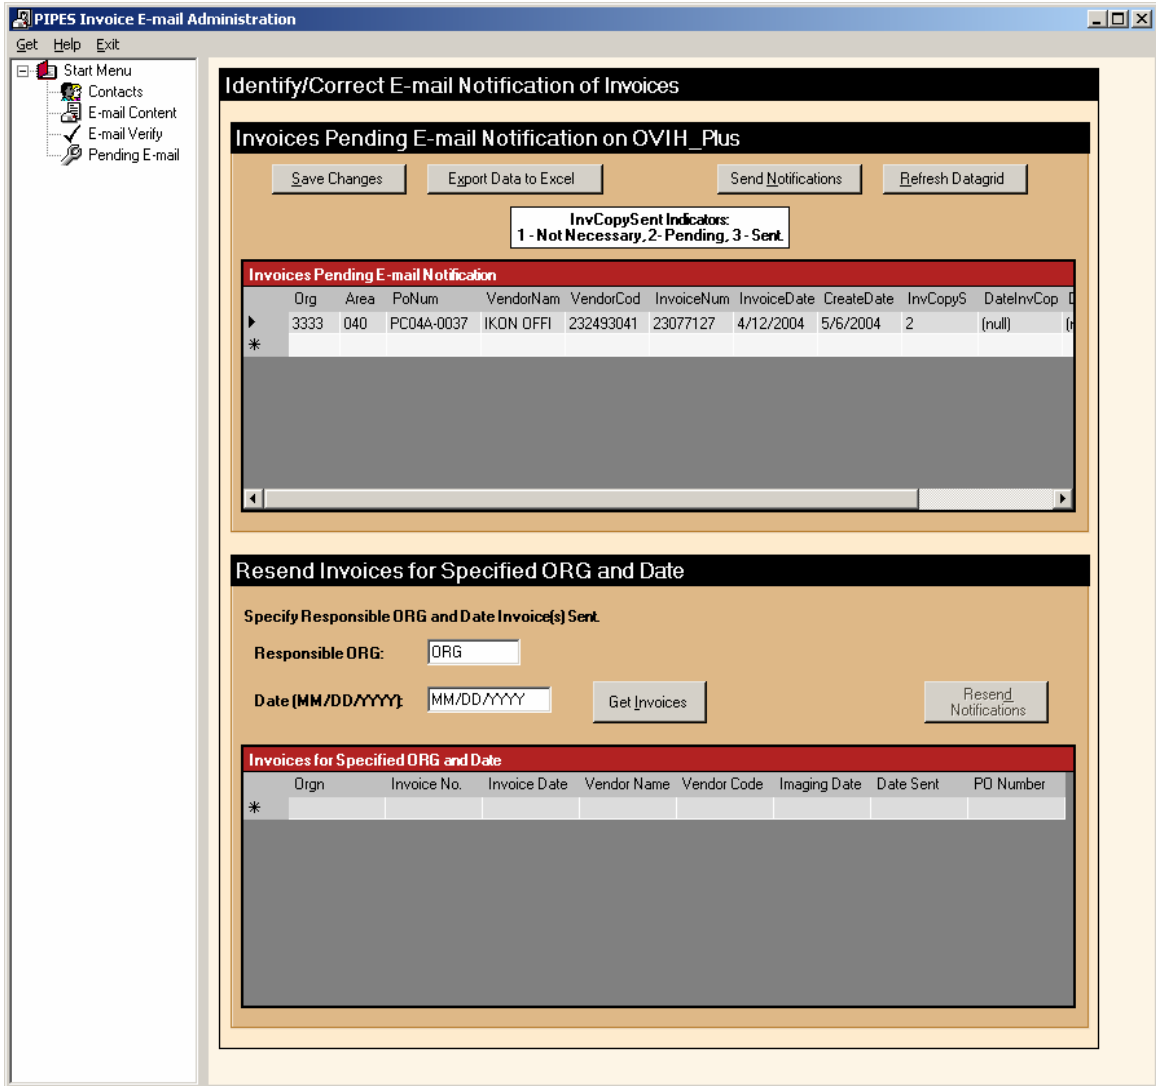 PIPES Invoice E-mail Administration
Get Help Exit
Start Menu
Contacts
E-mail Content
E-mail Verify
Pending E-mail
Identify/Correct E-mail Notification of Invoices
Invoices Pending E-mail Notification on OVIH_Plus
Save Changes Export Data to Excel Send Notifications Refresh Datagrid
InvCopySent Indicators:
1 - Not Necessary, 2- Pending, 3 - Sent.
Invoices Pending E-mail Notification
Org Area PoNum VendorNam VendorCod InvoiceNum InvoiceDate CreateDate InvCopyS DateInvCop
3333 040 PC04A-0037 IKON OFFI 232493041 23077127 4/12/2004 5/6/2004 2 (null)
Resend Invoices for Specified ORG and Date
Specify Responsible ORG and Date Invoice(s) Sent.
Responsible ORG: ORG
Date (MM/DD/YYYY): MM/DD/YYYY Get Invoices Resend
Notifications
Invoices for Specified ORG and Date
Orgn Invoice No. Invoice Date Vendor Name Vendor Code Imaging Date Date Sent PO Number